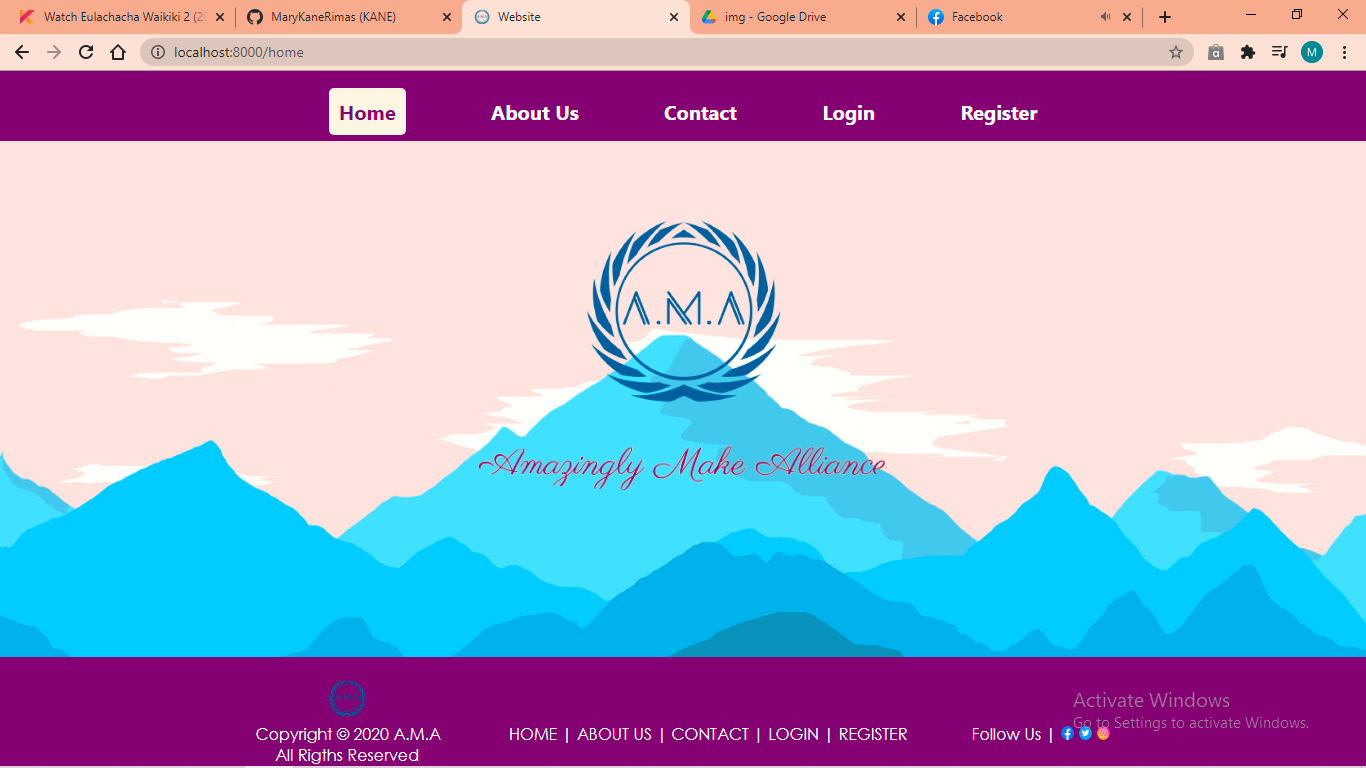 Watch Eulachacha Waikiki 2 (20
MaryKaneRimas (KANE)
Website
img - Google Drive
Facebook
localhost:8000/home
M
Home
About Us
Contact
Login
Register
A.M.A
Amazingly Make Alliance
A.M.A
Copyright © 2020 A.M.A
All Rigths Reserved
HOME | ABOUT US | CONTACT | LOGIN | REGISTER
Follow Us |
Activate Windows
Go to Settings to activate Windows.